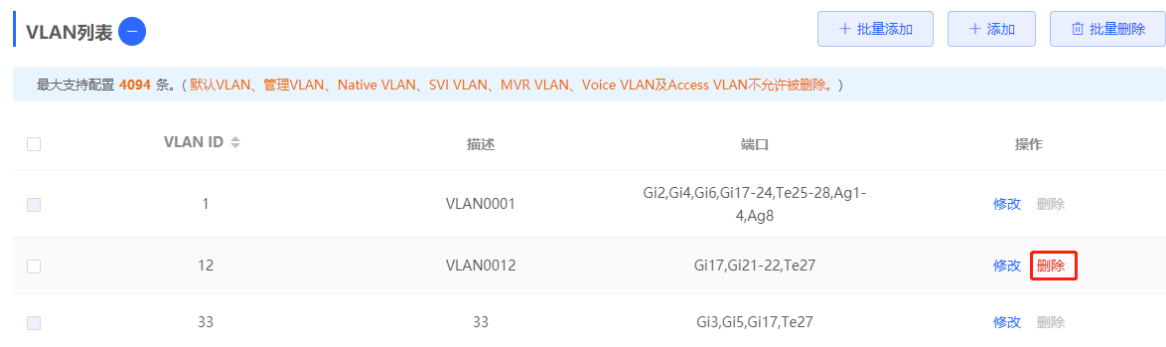 VLAN列表
+ 批量添加
+ 添加
批量删除
最大支持配置 4094 条。( 默认VLAN、管理VLAN、Native VLAN、SVI VLAN、MVR VLAN、Voice VLAN及Access VLAN不允许被删除。)
VLAN ID 描述 端口 操作
1 VLAN0001 Gi2,Gi4,Gi6,Gi17-24,Te25-28,Ag1-
4,Ag8 修改 删除
12 VLAN0012 Gi17,Gi21-22,Te27 修改 删除
33 33 Gi3,Gi5,Gi17,Te27 修改 删除